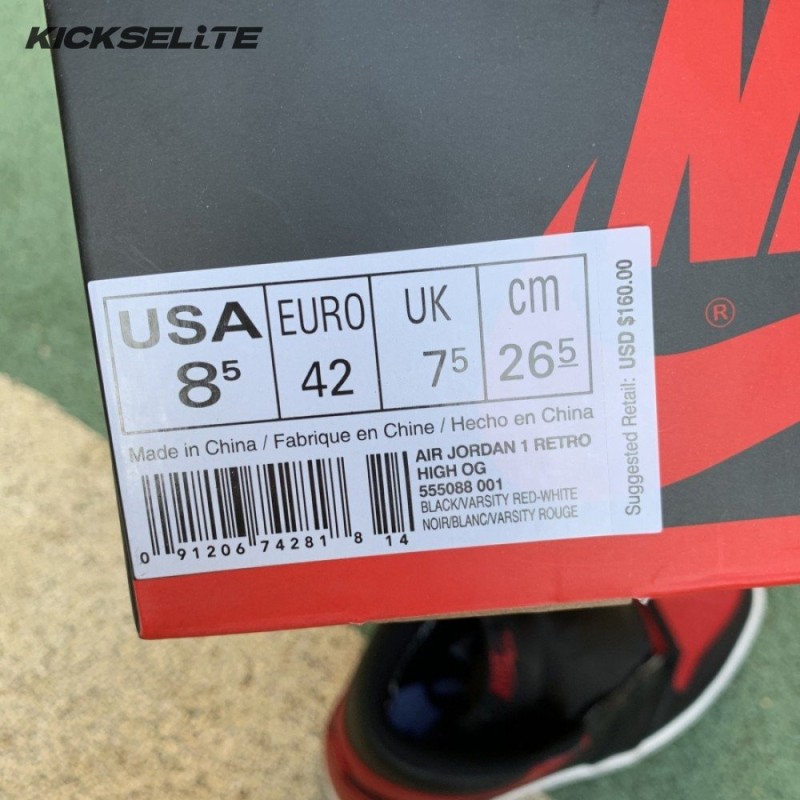 KICKSELITE
NI
®
USA EURO UK cm
8⁵ 42 7⁵ 26⁵
Made in China / Fabrique en Chine / Hecho en China
AIR JORDAN 1 RETRO
HIGH OG
555088 001
BLACK/VARSITY RED-WHITE
NOIR/BLANC/VARSITY ROUGE
0 91206 74281 8 14
Suggested Retail: USD $160.00